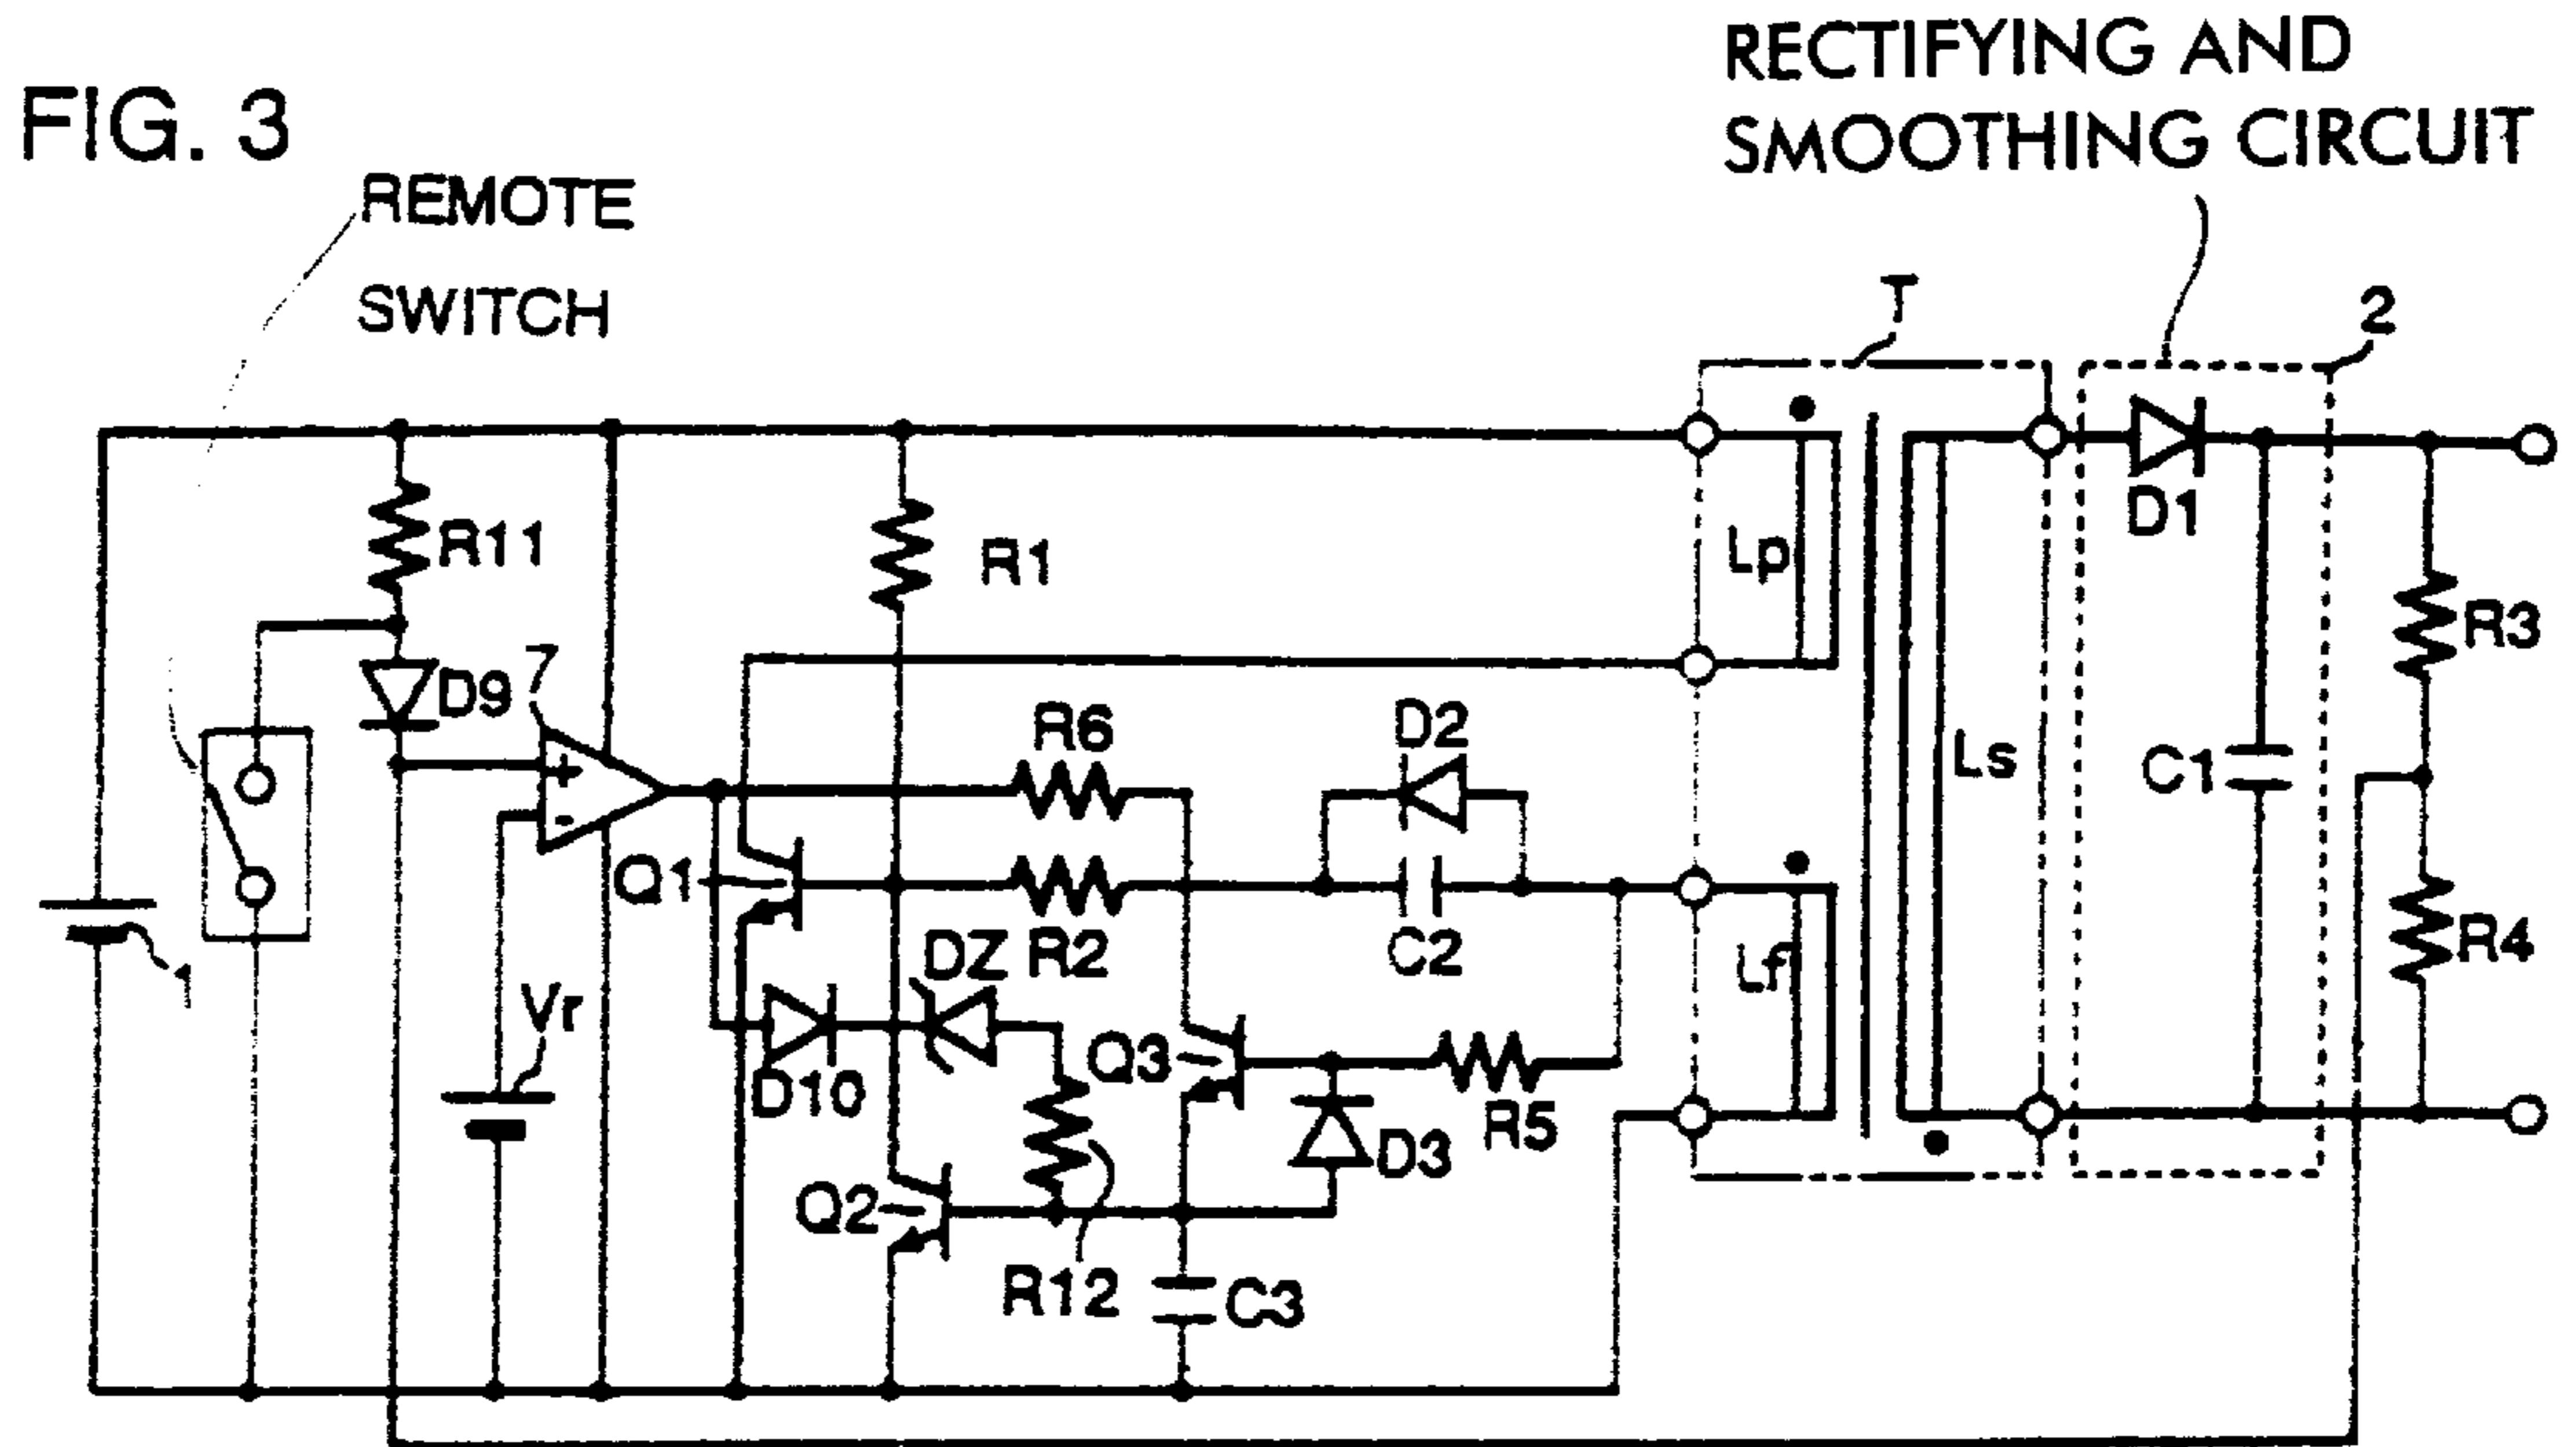 RECTIFYING AND
SMOOTHING CIRCUIT
FIG. 3
REMOTE
SWITCH
T
2
R11
R1
Lp
D1
R3
D9
7
+
-
R6
D2
Ls
C1
Q1
R2
C2
Lf
R4
1
Vr
DZ
D10
Q3
R5
D3
Q2
R12
C3